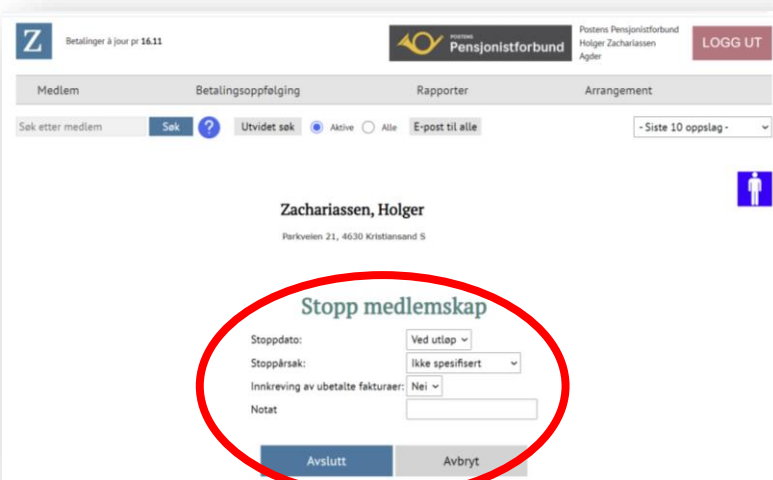 Z Betalinger à jour pr 16.11 POSTENS Pensjonistforbund Postens Pensjonistforbund
Holger Zachariassen
Agder
LOGG UT
Medlem Betalingsoppfølging Rapporter Arrangement
Søk etter medlem Søk ? Utvidet søk Aktive Alle E-post til alle - Siste 10 oppslag -
Zachariassen, Holger
Parkveien 21, 4630 Kristiansand S
Stopp medlemskap
Stoppdato: Ved utløp
Stoppårsak: Ikke spesifisert
Innkreving av ubetalte fakturaer: Nei
Notat
Avslutt Avbryt